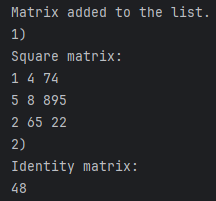 Matrix added to the list.
1)
Square matrix:
1 4 74
5 8 895
2 65 22
2)
Identity matrix:
48